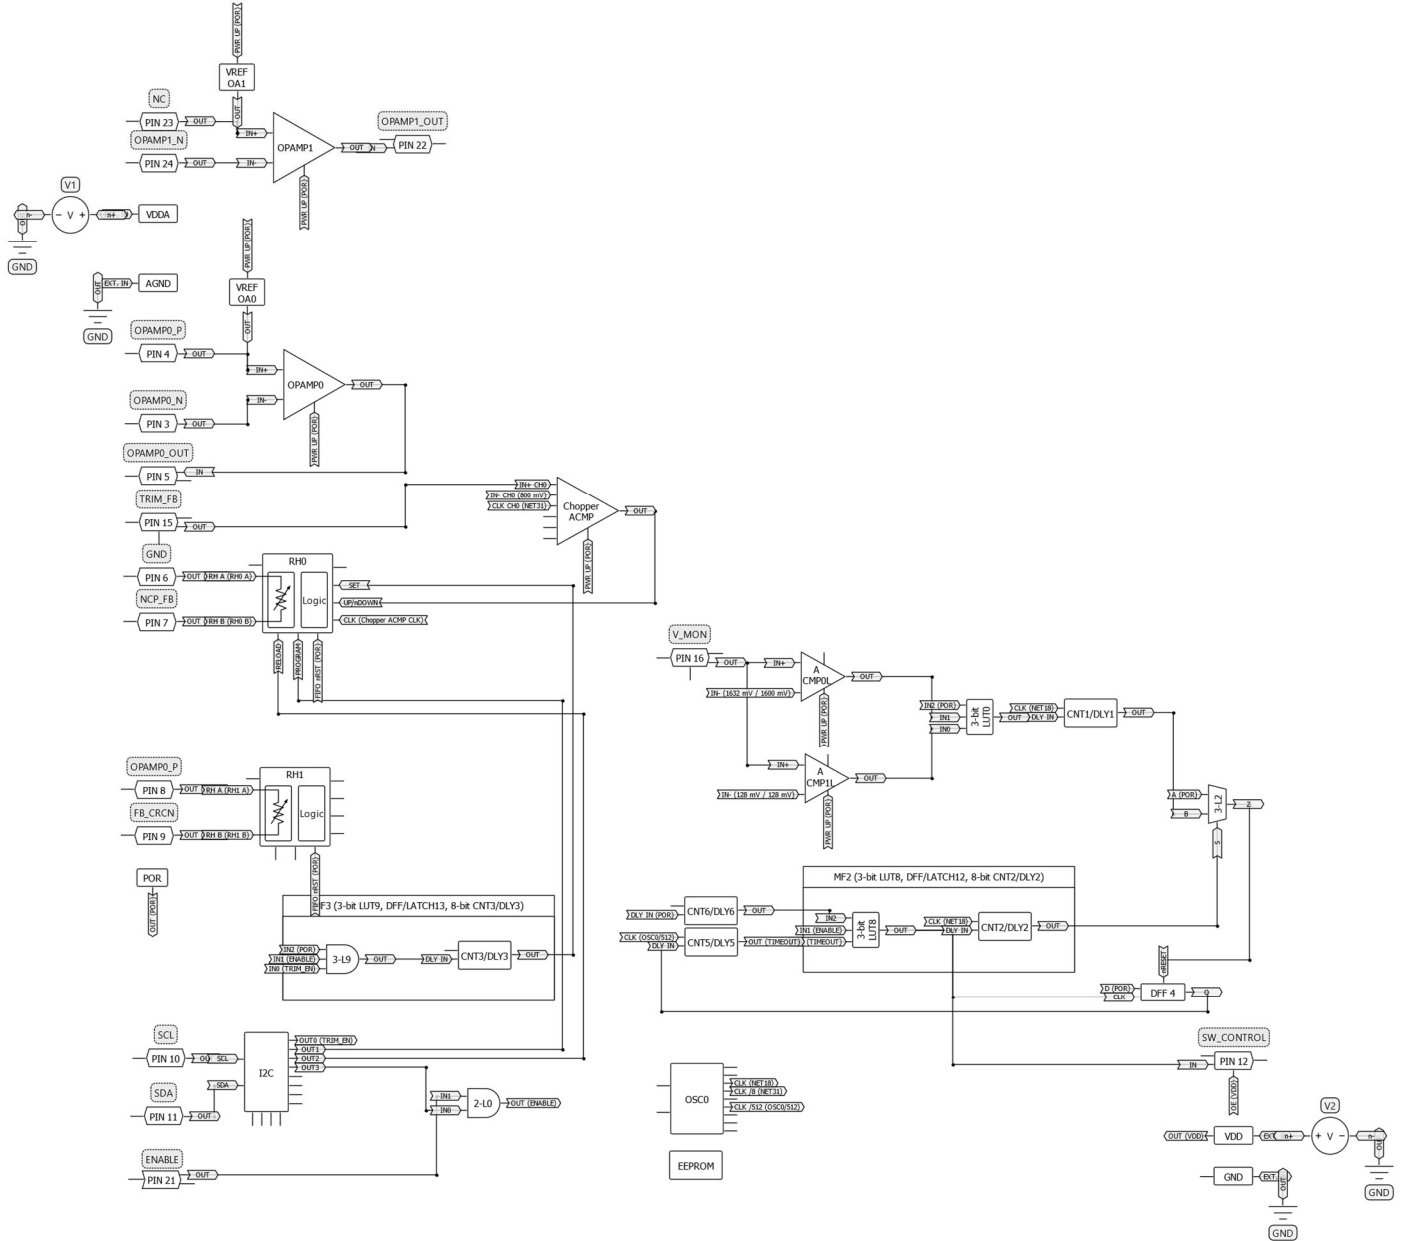 PWR UP (POR)
VREF
OA1
OUT
NC
PIN 23
OUT
OPAMP1_N
PIN 24
OUT
IN+
IN-
OPAMP1
PWR UP (POR)
OUT
OPAMP1_OUT
PIN 22
V1
n-
- V +
n+
VDDA
GND
OUT
EXT. IN
AGND
GND
PWR UP (POR)
VREF
OA0
OUT
OPAMP0_P
PIN 4
OUT
IN+
OPAMP0
OUT
OPAMP0_N
IN-
PIN 3
OUT
PWR UP (POR)
OPAMP0_OUT
PIN 5
IN
TRIM_FB
PIN 15
OUT
IN+ CH0
IN- CH0 (800 mV)
CLK CH0 (NET31)
Chopper
ACMP
OUT
PWR UP (POR)
GND
PIN 6
OUT
RH A (RH0 A)
NCP_FB
PIN 7
OUT
RH B (RH0 B)
RH0
Logic
SET
UP/nDOWN
CLK (Chopper ACMP CLK)
RELOAD
PROGRAM
FIFO nRST (POR)
V_MON
PIN 16
OUT
IN+
IN- (1632 mV / 1600 mV)
A
CMP0L
OUT
PWR UP (POR)
IN+
IN- (128 mV / 128 mV)
A
CMP1L
OUT
PWR UP (POR)
IN2 (POR)
IN1
IN0
3-bit
LUT0
OUT
CLK (NET18)
DLY IN
CNT1/DLY1
OUT
A (POR)
B
3-L2
Z
S
OPAMP0_P
PIN 8
OUT
RH A (RH1 A)
FB_CRCN
PIN 9
OUT
RH B (RH1 B)
RH1
Logic
FIFO nRST (POR)
POR
OUT (POR)
F3 (3-bit LUT9, DFF/LATCH13, 8-bit CNT3/DLY3)
IN2 (POR)
IN1 (ENABLE)
IN0 (TRIM_EN)
3-L9
OUT
DLY IN
CNT3/DLY3
OUT
MF2 (3-bit LUT8, DFF/LATCH12, 8-bit CNT2/DLY2)
DLY IN (POR)
CNT6/DLY6
OUT
CLK (OSC0/512)
DLY IN
CNT5/DLY5
OUT (TIMEOUT)
(TIMEOUT)
IN2
IN1 (ENABLE)
3-bit
LUT8
OUT
CLK (NET18)
DLY IN
CNT2/DLY2
OUT
nRESET
D (POR)
CLK
DFF 4
Q
SCL
PIN 10
SCL
SDA
PIN 11
OUT
SDA
I2C
OUT0 (TRIM_EN)
OUT1
OUT2
OUT3
IN1
IN0
2-L0
OUT (ENABLE)
ENABLE
PIN 21
OUT
OSC0
CLK (NET18)
CLK /8 (NET31)
CLK /512 (OSC0/512)
EEPROM
SW_CONTROL
IN
PIN 12
OE (VDD)
OUT (VDD)
VDD
n+
V2
+ V -
n-
GND
GND
OUT
GND